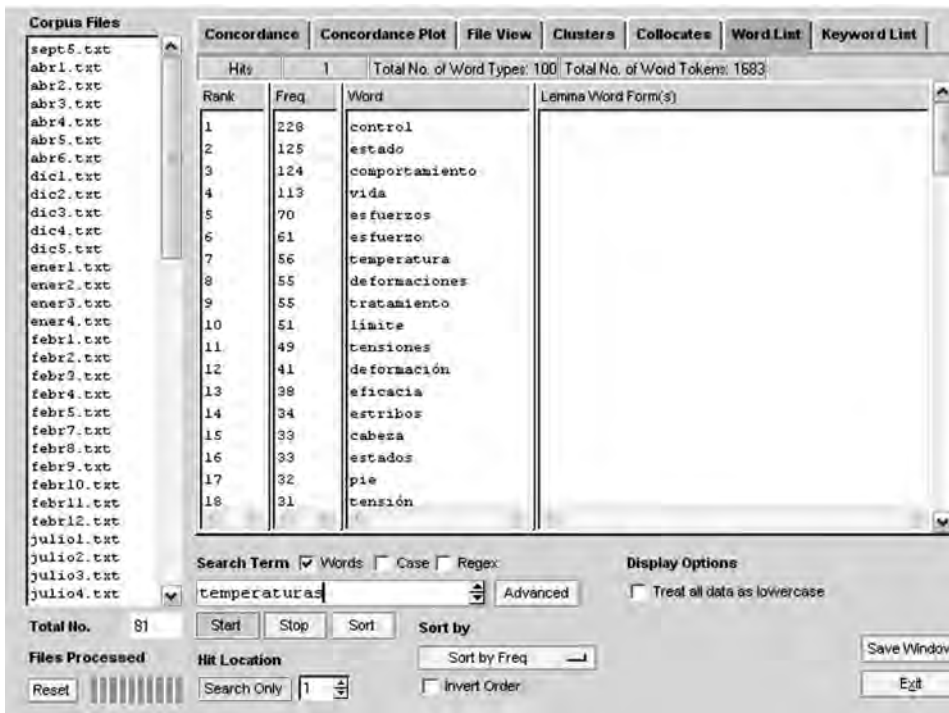 Corpus Files
sept5.txt
abr1.txt
abr2.txt
abr3.txt
abr4.txt
abr5.txt
abr6.txt
dic1.txt
dic2.txt
dic3.txt
dic4.txt
dic5.txt
ener1.txt
ener2.txt
ener3.txt
ener4.txt
febr1.txt
febr2.txt
febr3.txt
febr4.txt
febr5.txt
febr7.txt
febr8.txt
febr9.txt
febr10.txt
febr11.txt
febr12.txt
julio1.txt
julio2.txt
julio3.txt
julio4.txt
Total No. 81
Files Processed
Reset
Concordance Concordance Plot File View Clusters Collocates Word List Keyword List
Hits 1 Total No. of Word Types: 100 Total No. of Word Tokens: 1683
Rank Freq Word Lemma Word Form(s)
1 228 control
2 125 estado
3 124 comportamiento
4 113 vida
5 70 esfuerzos
6 61 esfuerzo
7 56 temperatura
8 55 deformaciones
9 55 tratamiento
10 51 límite
11 49 tensiones
12 41 deformación
13 38 eficacia
14 34 estribos
15 33 cabeza
16 33 estados
17 32 pie
18 31 tensión
Search Term Words Case Regex
temperaturas Advanced
Start Stop Sort
Hit Location
Search Only 1
Sort by
Sort by Freq
Invert Order
Display Options
Treat all data as lowercase
Save Window
Exit